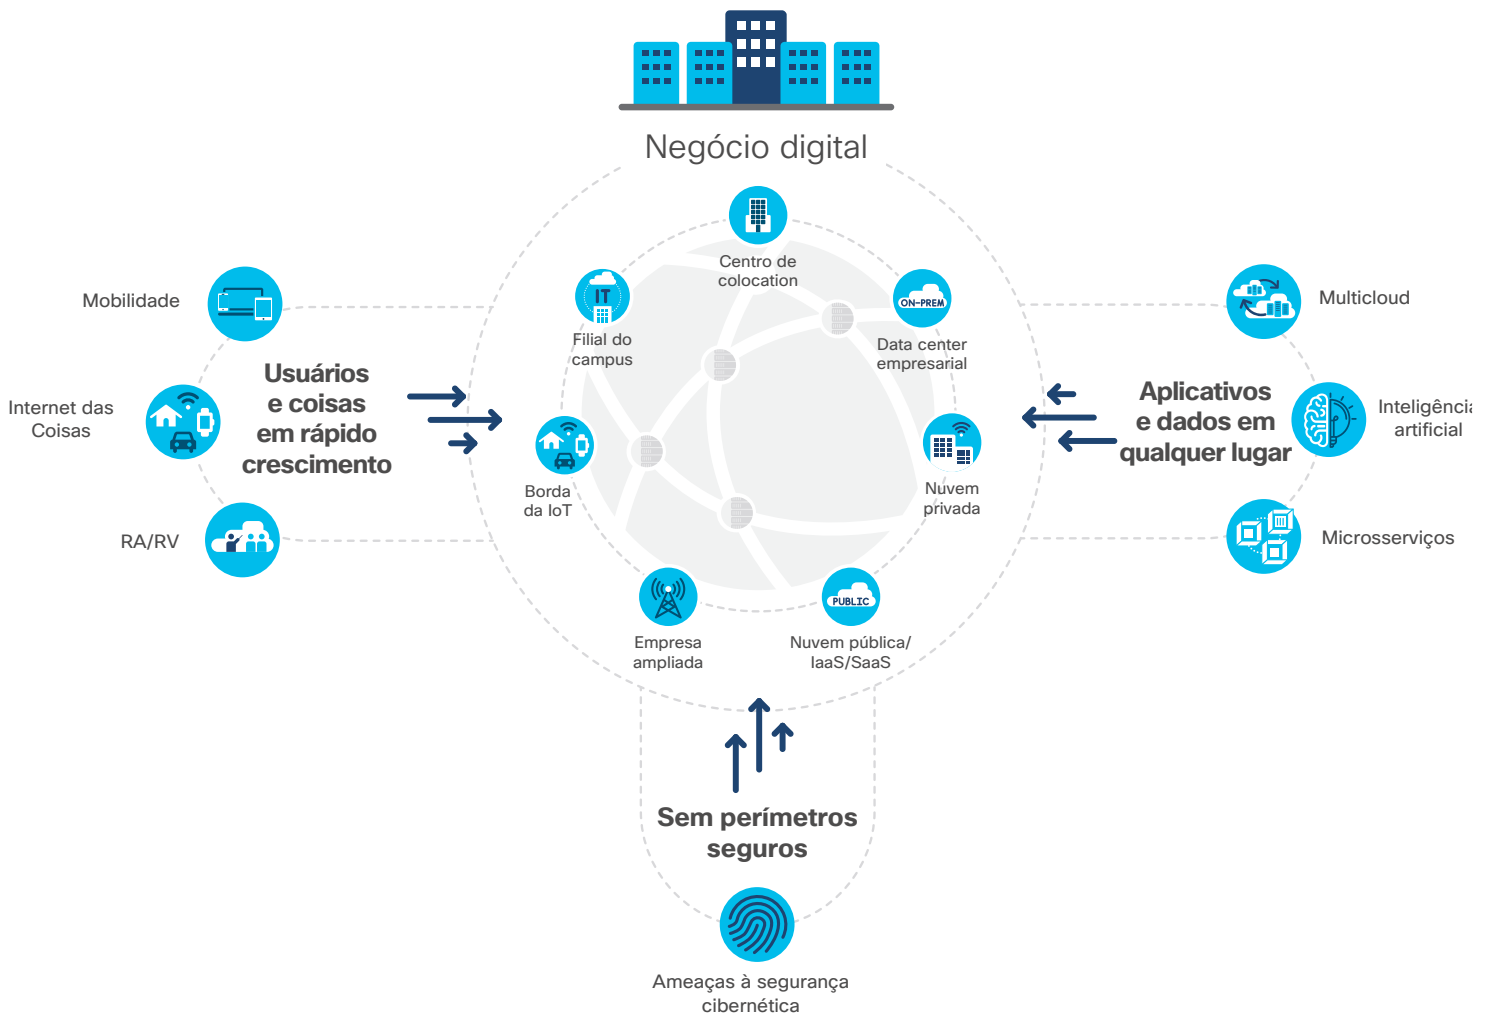 Negócio digital
Centro de
colocation
IT
Filial do
campus
ON-PREM
Data center
empresarial
Mobilidade
Multicloud
Usuários
e coisas
em rápido
crescimento
Internet das
Coisas
Aplicativos
e dados em
qualquer lugar
Inteligência
artificial
Borda
da IoT
Nuvem
privada
RA/RV
Microsserviços
PUBLIC
Empresa
ampliada
Nuvem pública/
IaaS/SaaS
Sem perímetros
seguros
Ameaças à segurança
cibernética